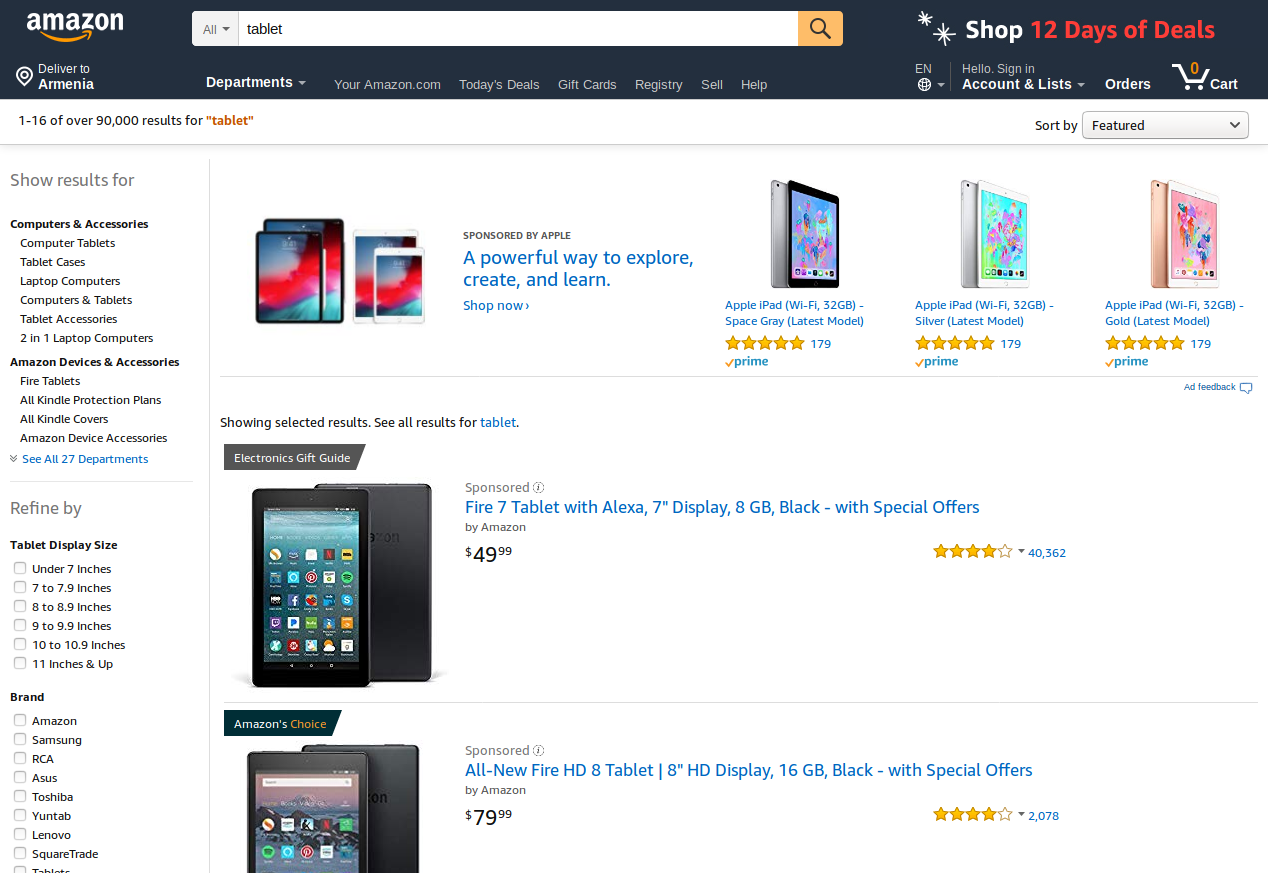 amazon
All
tablet
Shop 12 Days of Deals
Deliver to
Armenia
Departments
Your Amazon.com
Today's Deals
Gift Cards
Registry
Sell
Help
EN
Hello. Sign in
Account & Lists
Orders
0
Cart
1-16 of over 90,000 results for "tablet"
Sort by
Featured
Show results for
Computers & Accessories
Computer Tablets
Tablet Cases
Laptop Computers
Computers & Tablets
Tablet Accessories
2 in 1 Laptop Computers
Amazon Devices & Accessories
Fire Tablets
All Kindle Protection Plans
All Kindle Covers
Amazon Device Accessories
See All 27 Departments
Refine by
Tablet Display Size
Under 7 Inches
7 to 7.9 Inches
8 to 8.9 Inches
9 to 9.9 Inches
10 to 10.9 Inches
11 Inches & Up
Brand
Amazon
Samsung
RCA
Asus
Toshiba
Yuntab
Lenovo
SquareTrade
Tablets
SPONSORED BY APPLE
A powerful way to explore,
create, and learn.
Shop now ›
Apple iPad (Wi-Fi, 32GB) -
Space Gray (Latest Model)
179
prime
Apple iPad (Wi-Fi, 32GB) -
Silver (Latest Model)
179
prime
Apple iPad (Wi-Fi, 32GB) -
Gold (Latest Model)
179
prime
Ad feedback
Showing selected results. See all results for tablet.
Electronics Gift Guide
Sponsored
Fire 7 Tablet with Alexa, 7" Display, 8 GB, Black - with Special Offers
by Amazon
$49 99
40,362
Amazon's Choice
Sponsored
All-New Fire HD 8 Tablet | 8" HD Display, 16 GB, Black - with Special Offers
by Amazon
$79 99
2,078